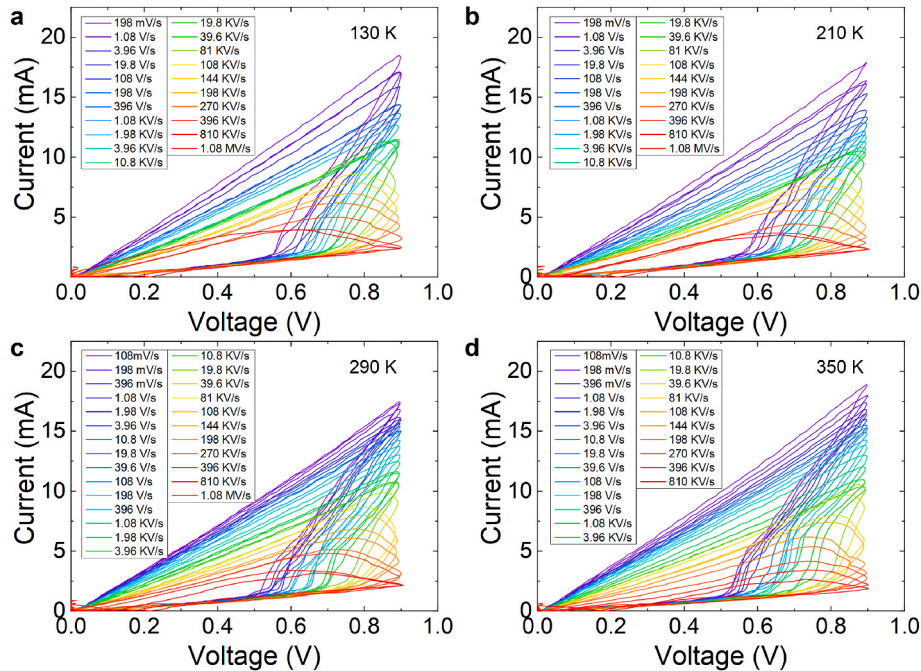 a
130 K
198 mV/s
1.08 V/s
3.96 V/s
19.8 V/s
108 V/s
198 V/s
396 V/s
1.08 KV/s
1.98 KV/s
3.96 KV/s
10.8 KV/s
19.8 KV/s
39.6 KV/s
81 KV/s
108 KV/s
144 KV/s
198 KV/s
270 KV/s
396 KV/s
810 KV/s
1.08 MV/s
Current (mA)
20
15
10
5
0
0.0 0.2 0.4 0.6 0.8 1.0
Voltage (V)
b
210 K
198 mV/s
1.08 V/s
3.96 V/s
19.8 V/s
108 V/s
198 V/s
396 V/s
1.08 KV/s
1.98 KV/s
3.96 KV/s
10.8 KV/s
19.8 KV/s
39.6 KV/s
81 KV/s
108 KV/s
144 KV/s
198 KV/s
270 KV/s
396 KV/s
810 KV/s
1.08 MV/s
Current (mA)
20
15
10
5
0
0.0 0.2 0.4 0.6 0.8 1.0
Voltage (V)
c
290 K
108mV/s
198 mV/s
396 mV/s
1.08 V/s
1.98 V/s
3.96 V/s
10.8 V/s
19.8 V/s
39.6 V/s
108 V/s
198 V/s
396 V/s
1.08 KV/s
1.98 KV/s
3.96 KV/s
10.8 KV/s
19.8 KV/s
39.6 KV/s
81 KV/s
108 KV/s
144 KV/s
198 KV/s
270 KV/s
396 KV/s
810 KV/s
1.08 MV/s
Current (mA)
20
15
10
5
0
0.0 0.2 0.4 0.6 0.8 1.0
Voltage (V)
d
350 K
108mV/s
198 mV/s
396 mV/s
1.08 V/s
1.98 V/s
3.96 V/s
10.8 V/s
19.8 V/s
39.6 V/s
108 V/s
198 V/s
396 V/s
1.08 KV/s
3.96 KV/s
10.8 KV/s
19.8 KV/s
39.6 KV/s
81 KV/s
108 KV/s
144 KV/s
198 KV/s
270 KV/s
396 KV/s
810 KV/s
Current (mA)
20
15
10
5
0
0.0 0.2 0.4 0.6 0.8 1.0
Voltage (V)